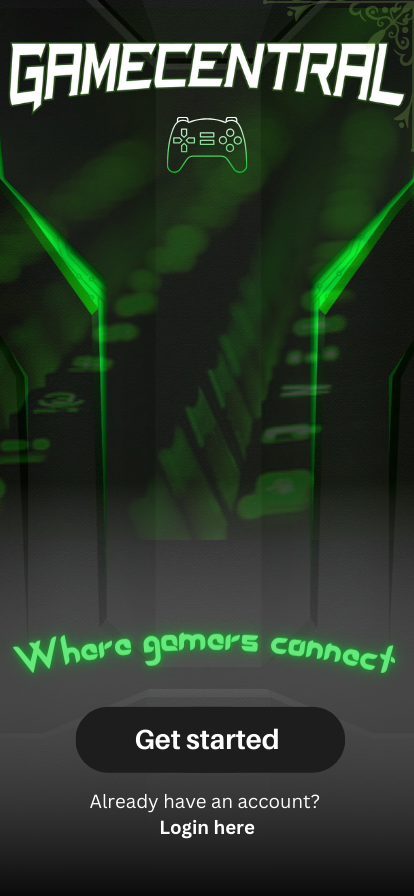 GAMECENTRAL
Where gamers connect
Get started
Already have an account?
Login here